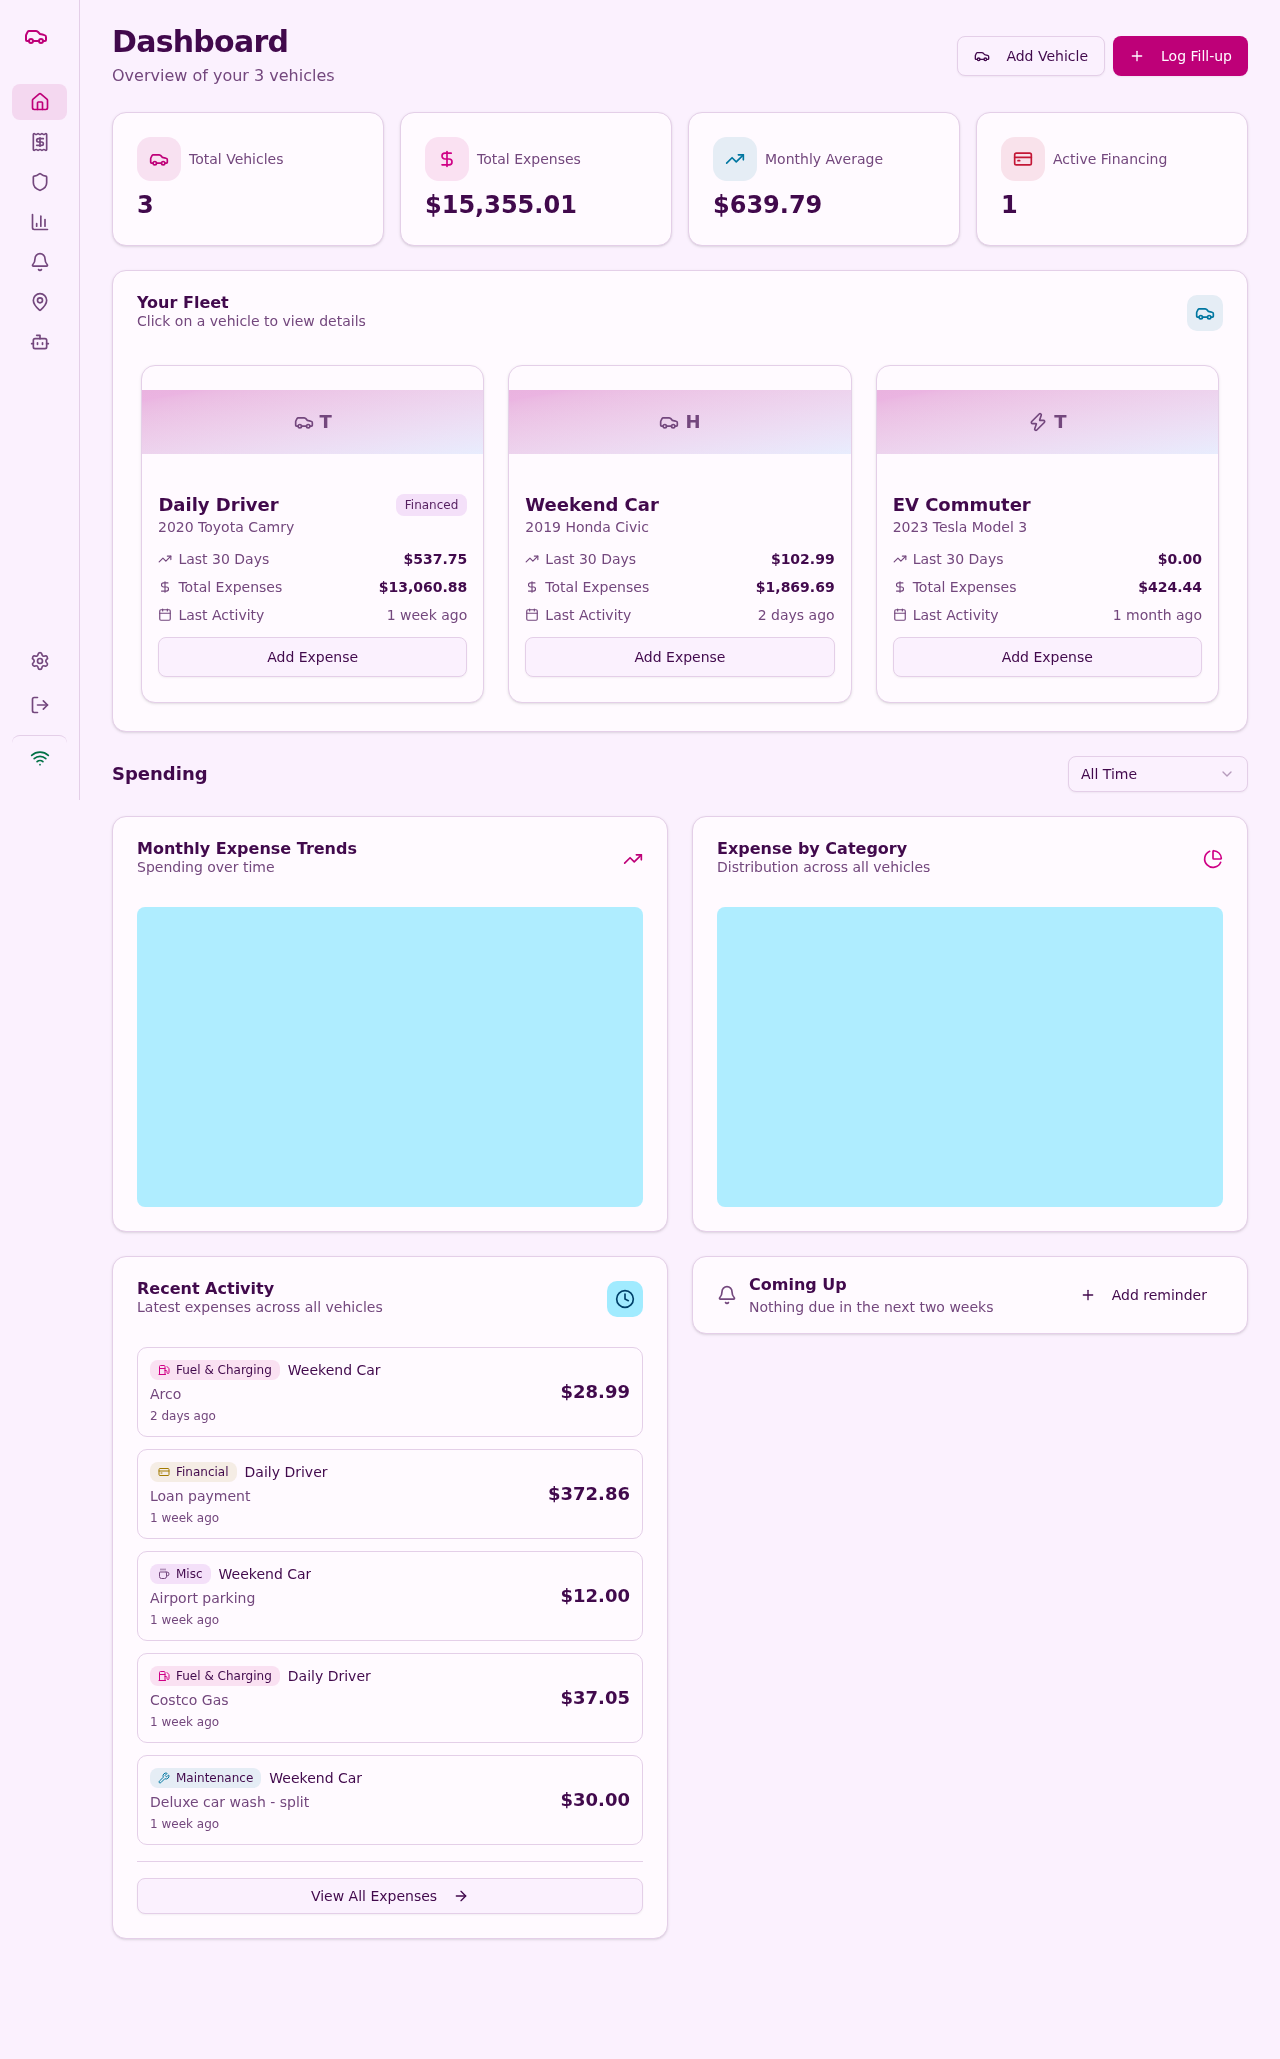 Dashboard
Overview of your 3 vehicles
Add Vehicle
Log Fill-up
Total Vehicles
3
Total Expenses
$15,355.01
Monthly Average
$639.79
Active Financing
1
Your Fleet
Click on a vehicle to view details
T
Daily Driver
Financed
2020 Toyota Camry
Last 30 Days $537.75
Total Expenses $13,060.88
Last Activity 1 week ago
Add Expense
H
Weekend Car
2019 Honda Civic
Last 30 Days $102.99
Total Expenses $1,869.69
Last Activity 2 days ago
Add Expense
T
EV Commuter
2023 Tesla Model 3
Last 30 Days $0.00
Total Expenses $424.44
Last Activity 1 month ago
Add Expense
Spending
All Time
Monthly Expense Trends
Spending over time
Expense by Category
Distribution across all vehicles
Recent Activity
Latest expenses across all vehicles
Fuel & Charging Weekend Car
Arco
2 days ago
$28.99
Financial Daily Driver
Loan payment
1 week ago
$372.86
Misc Weekend Car
Airport parking
1 week ago
$12.00
Fuel & Charging Daily Driver
Costco Gas
1 week ago
$37.05
Maintenance Weekend Car
Deluxe car wash - split
1 week ago
$30.00
View All Expenses
Coming Up
Nothing due in the next two weeks
Add reminder